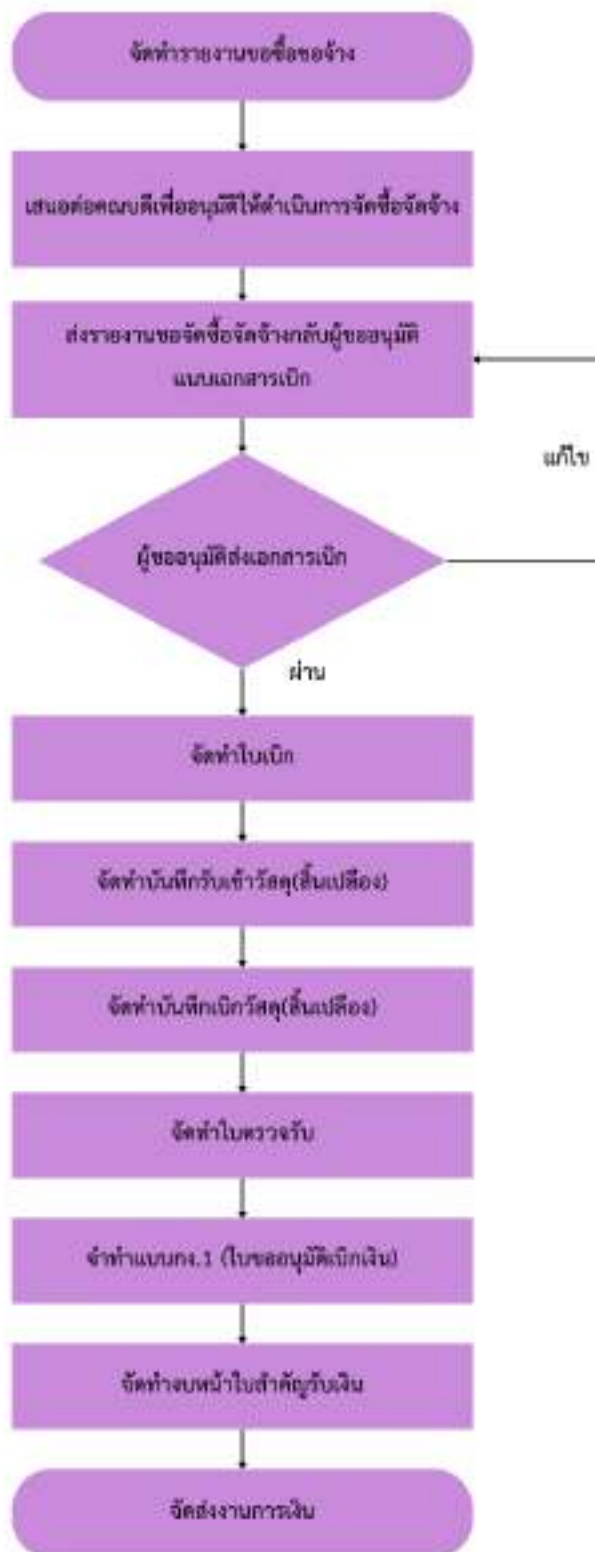 จัดทำรายงานขอซื้อขอจ้าง
เสนอต่อคณบดีเพื่ออนุมัติให้ดำเนินการจัดซื้อจัดจ้าง
ส่งรายงานขอจัดซื้อจัดจ้างกลับผู้ขออนุมัติ
แนบเอกสารเบิก
แก้ไข
ผู้ขออนุมัติส่งเอกสารเบิก
ผ่าน
จัดทำใบเบิก
จัดทำบันทึกรับเข้าวัสดุ(สิ้นเปลือง)
จัดทำบันทึกเบิกวัสดุ(สิ้นเปลือง)
จัดทำใบตรวจรับ
จำทำแบบกง.1 (ใบขออนุมัติเบิกเงิน)
จัดทำงบหน้าใบสำคัญรับเงิน
จัดส่งงานการเงิน